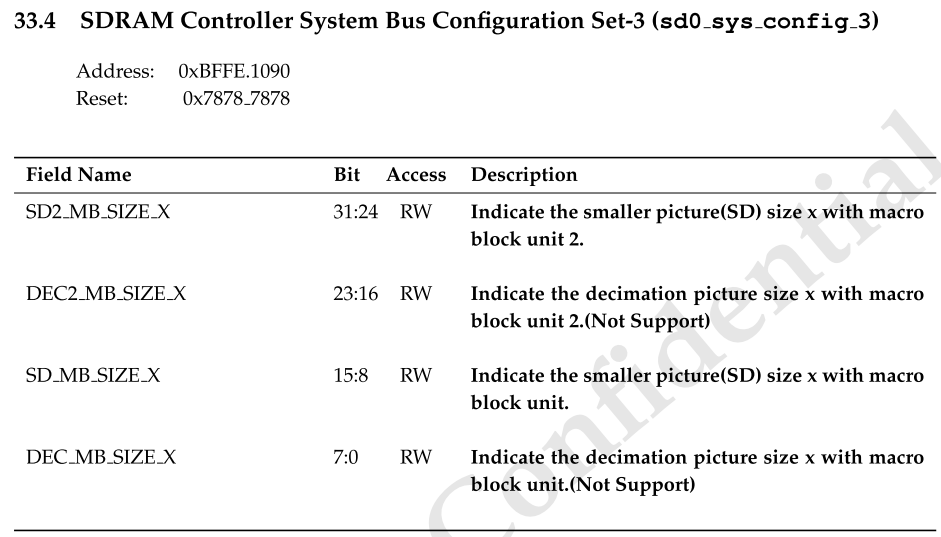 33.4 SDRAM Controller System Bus Configuration Set-3 (sd0_sys_config_3)
Address: 0xBFFE.1090
Reset: 0x7878_7878
Field Name Bit Access Description
SD2_MB_SIZE_X 31:24 RW Indicate the smaller picture(SD) size x with macro
block unit 2.
DEC2_MB_SIZE_X 23:16 RW Indicate the decimation picture size x with macro
block unit 2.(Not Support)
SD_MB_SIZE_X 15:8 RW Indicate the smaller picture(SD) size x with macro
block unit.
DEC_MB_SIZE_X 7:0 RW Indicate the decimation picture size x with macro
block unit.(Not Support)
Confidential